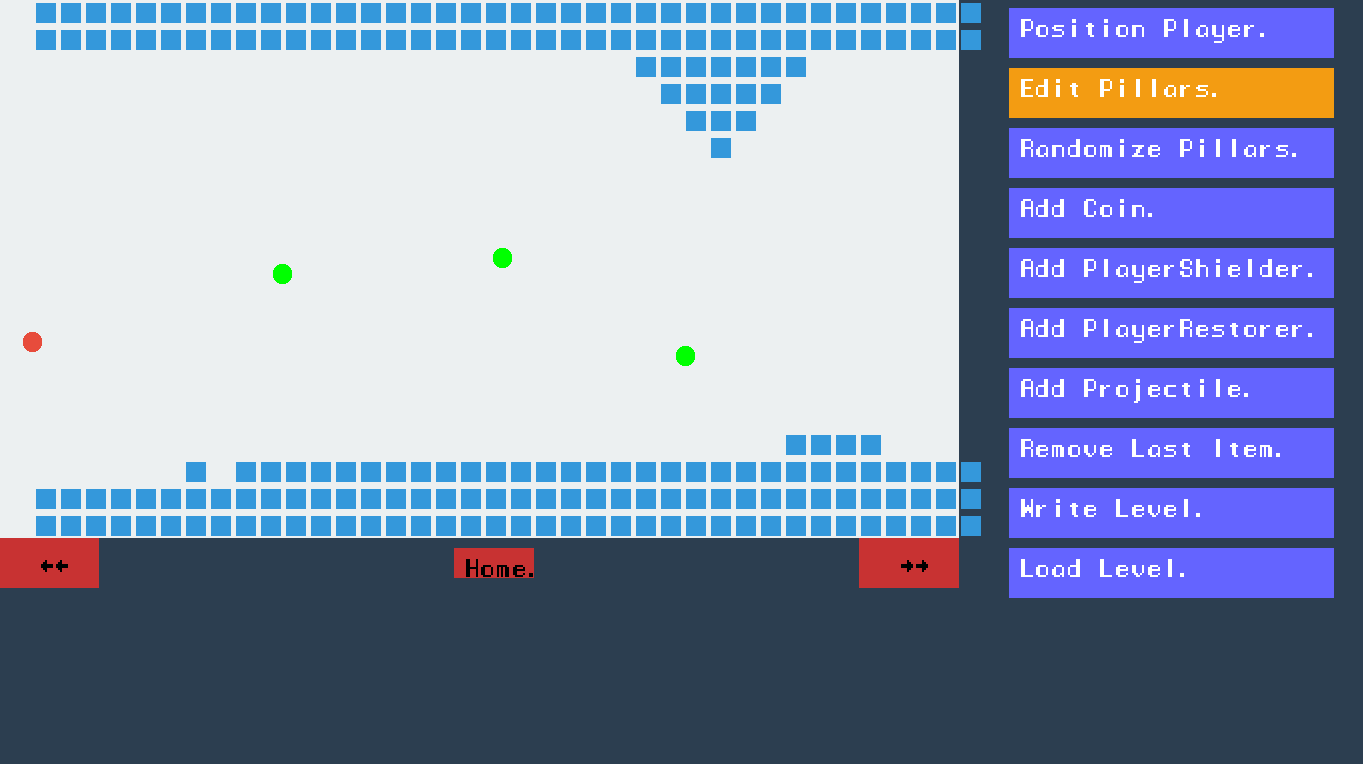 Position Player.
Edit Pillars.
Randomize Pillars.
Add Coin.
Add PlayerShielder.
Add PlayerRestorer.
Add Projectile.
Remove Last Item.
Write Level.
Load Level.
←← Home. →→